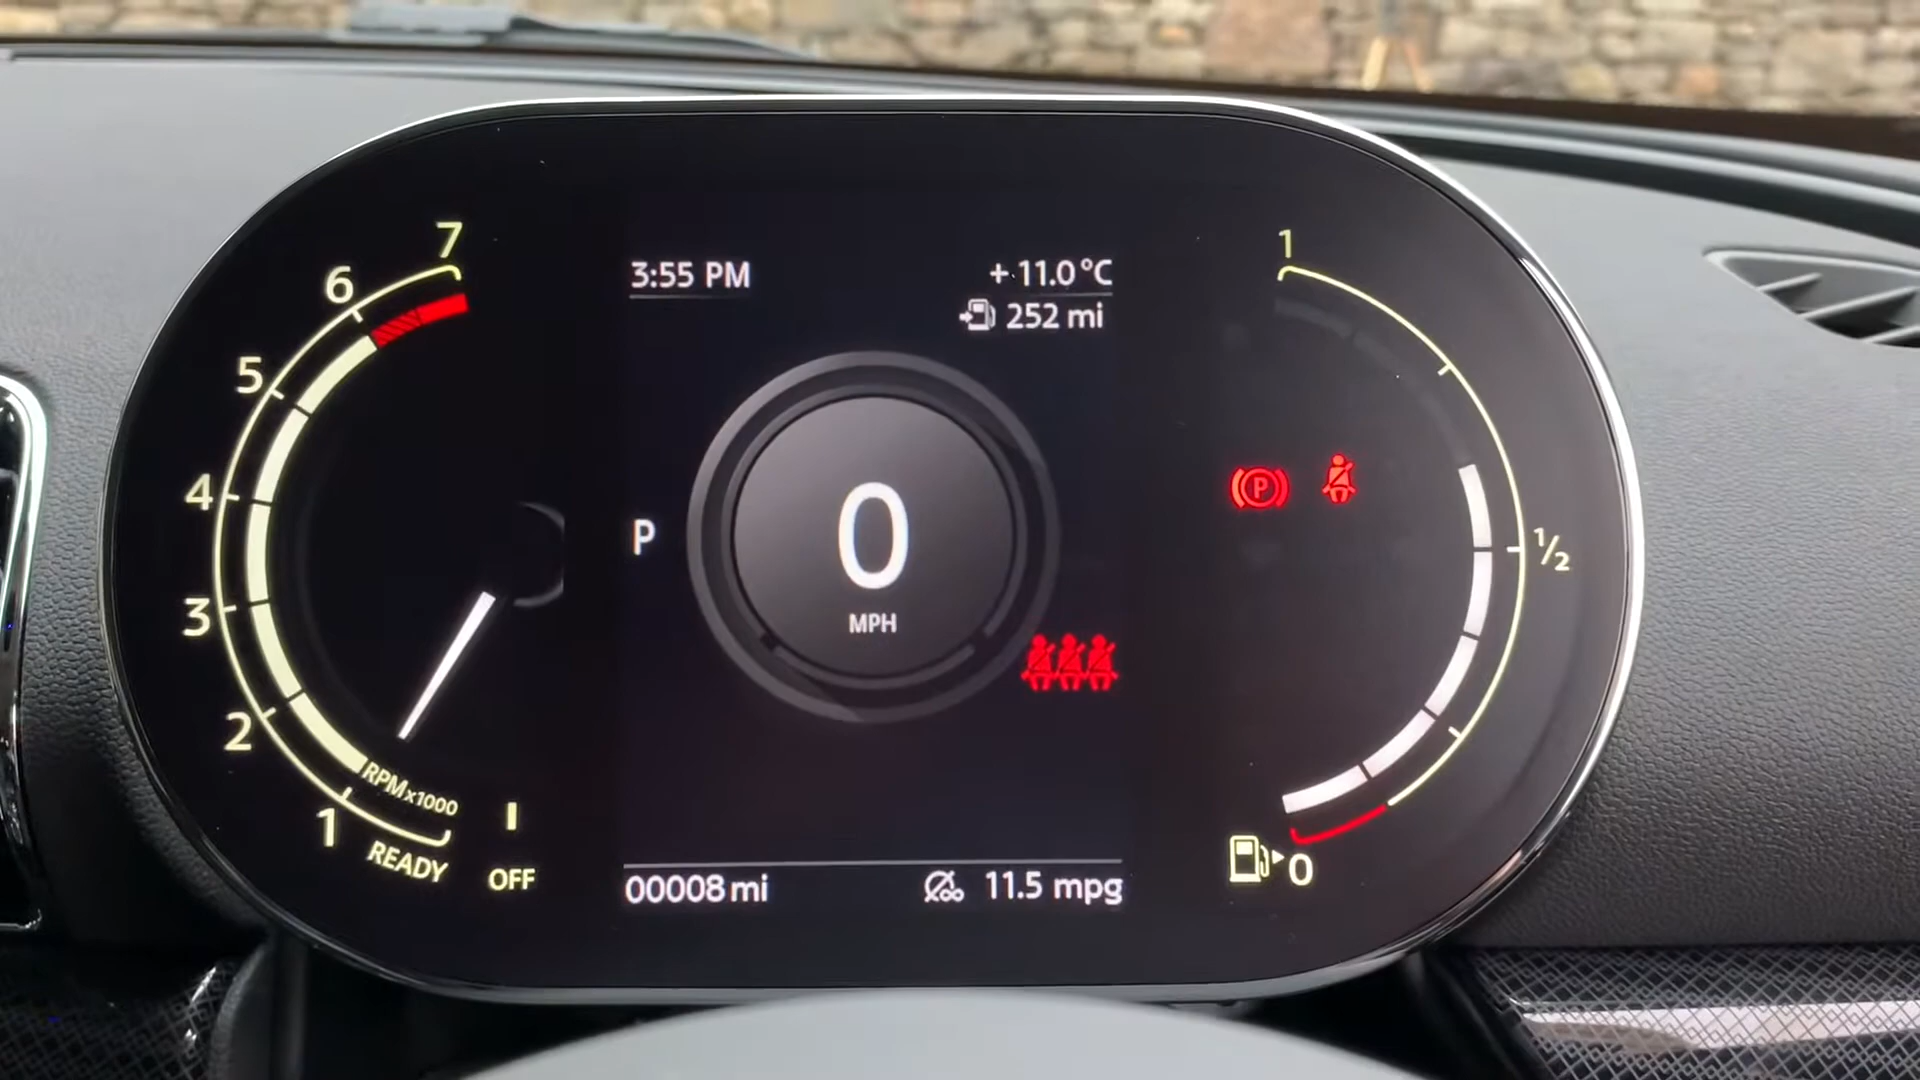 7
6
5
4
3
2
1
RPMx1000
READY
OFF
3:55 PM
+11.0°C
252 mi
P
0
MPH
00008 mi
11.5 mpg
P
1
½
0